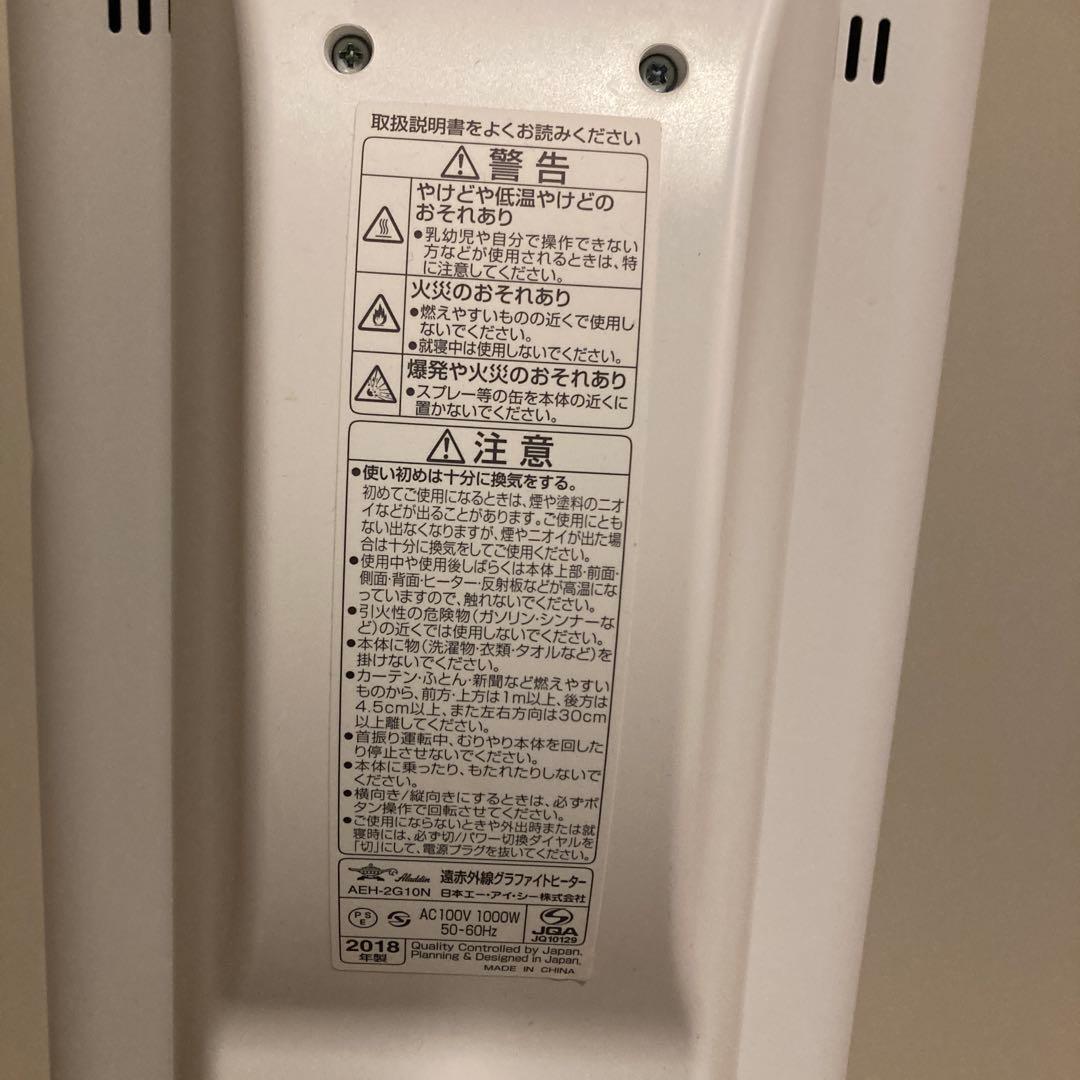 取扱説明書をよくお読みください
警告
やけどや低温やけどの
おそれあり
●乳幼児や自分で操作できない
方などが使用されるときは、特
に注意してください。
火災のおそれあり
●燃えやすいものの近くで使用し
ないでください。
●就寝中は使用しないでください。
爆発や火災のおそれあり
●スプレー等の缶を本体の近くに
置かないでください。
注意
●使い初めは十分に換気をする。
初めてご使用になるときは、煙や塗料のニオ
イなどが出ることがあります。ご使用にとも
ない出なくなりますが、煙やニオイが出た場
合は十分に換気をしてご使用ください。
●使用中や使用後しばらくは本体上部・前面・
側面・背面・ヒーター・反射板などが高温にな
っていますので、触れないでください。
●引火性の危険物（ガソリン・シンナーな
ど）の近くでは使用しないでください。
●本体に物（洗濯物・衣類・タオルなど）を
掛けないでください。
●カーテン・ふとん・新聞など燃えやすい
ものから、前方・上方は1m以上、後方は
4.5cm以上、また左右方向は30cm
以上離してください。
●首振り運転中、むりやり本体を回した
り停止させないでください。
●本体に乗ったり、もたれたりしないで
ください。
●横向き/縦向きにするときは、必ずボ
タン操作で回転させてください。
●ご使用にならないときや外出時または就
寝時には、必ず切/パワー切換ダイヤルを
「切」にして、電源プラグを抜いてください。
Aladdin 遠赤外線グラファイトヒーター
AEH-2G10N 日本エー・アイ・シー株式会社
PSE AC100V 1000W
50-60Hz
JQA
JQ10129
2018
年製
Quality Controlled by Japan.
Planning & Designed in Japan.
MADE IN CHINA